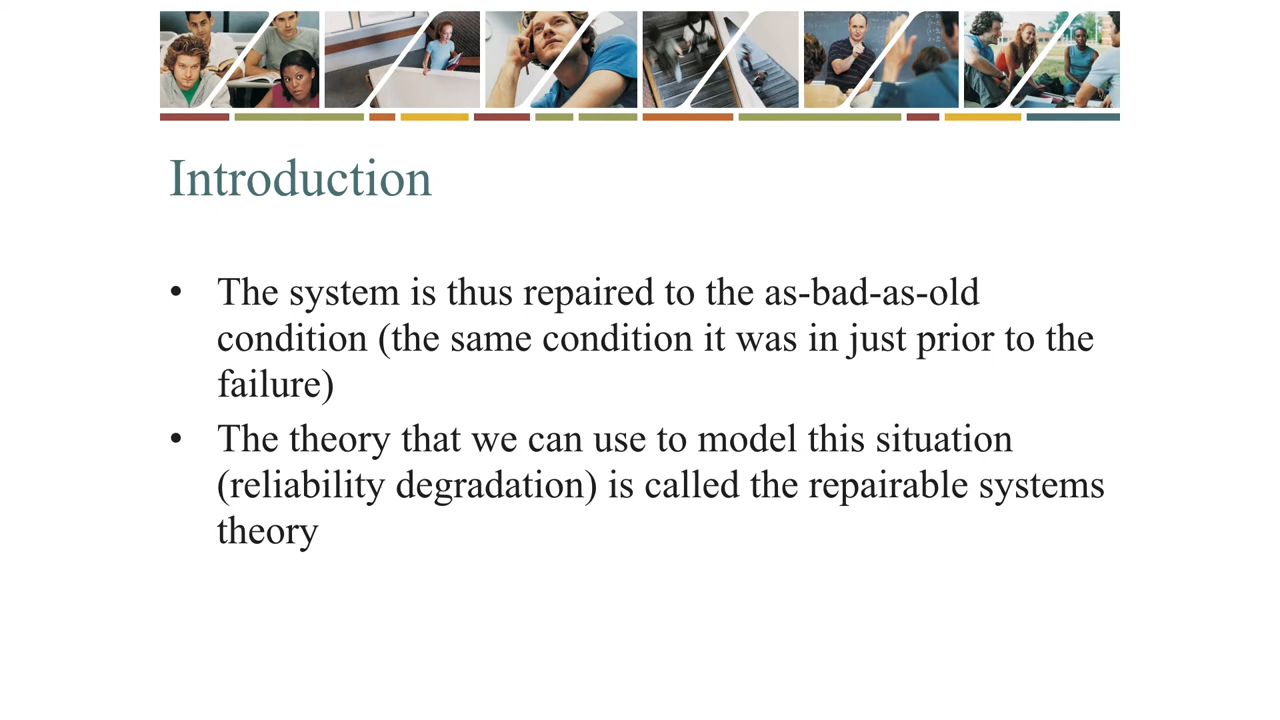 Introduction
• The system is thus repaired to the as-bad-as-old
condition (the same condition it was in just prior to the
failure)
• The theory that we can use to model this situation
(reliability degradation) is called the repairable systems
theory